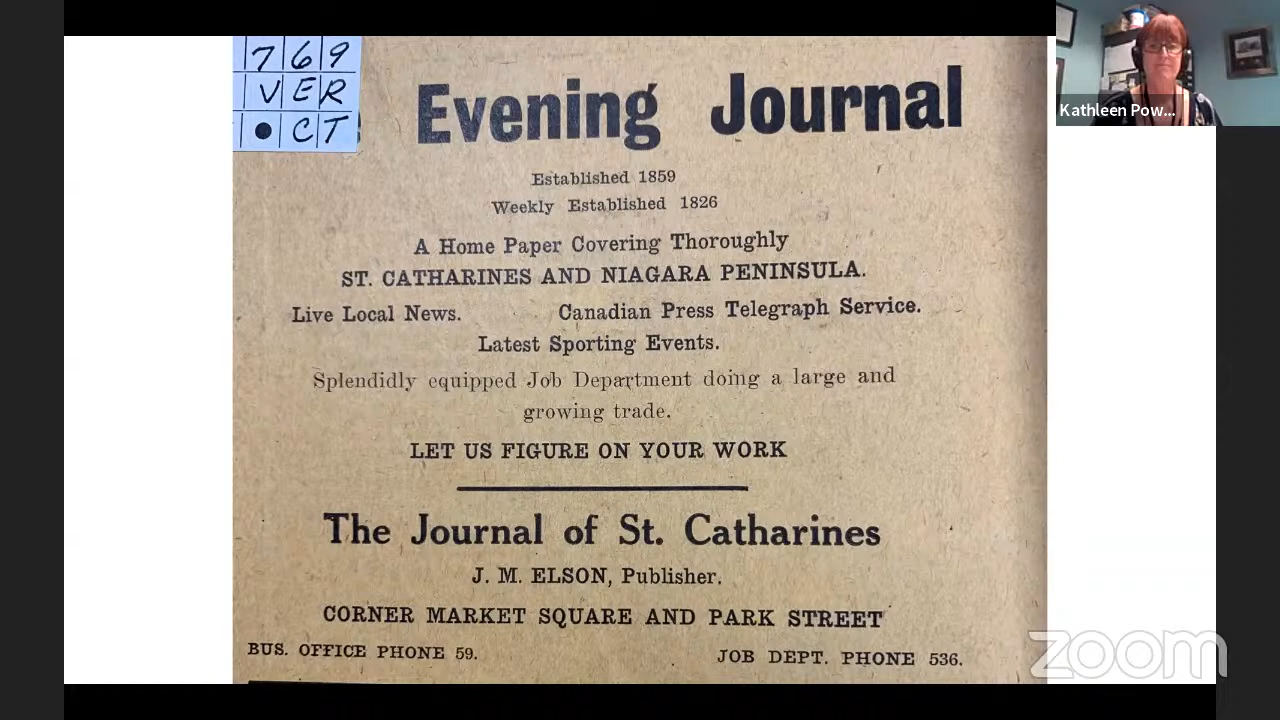 7 6 9
V E R
• C T
Evening Journal
Established 1859
Weekly Established 1826
A Home Paper Covering Thoroughly
ST. CATHARINES AND NIAGARA PENINSULA.
Live Local News. Canadian Press Telegraph Service.
Latest Sporting Events.
Splendidly equipped Job Department doing a large and
growing trade.
LET US FIGURE ON YOUR WORK
The Journal of St. Catharines
J. M. ELSON, Publisher.
CORNER MARKET SQUARE AND PARK STREET
BUS. OFFICE PHONE 59. JOB DEPT. PHONE 536.
Kathleen Pow...
zoom